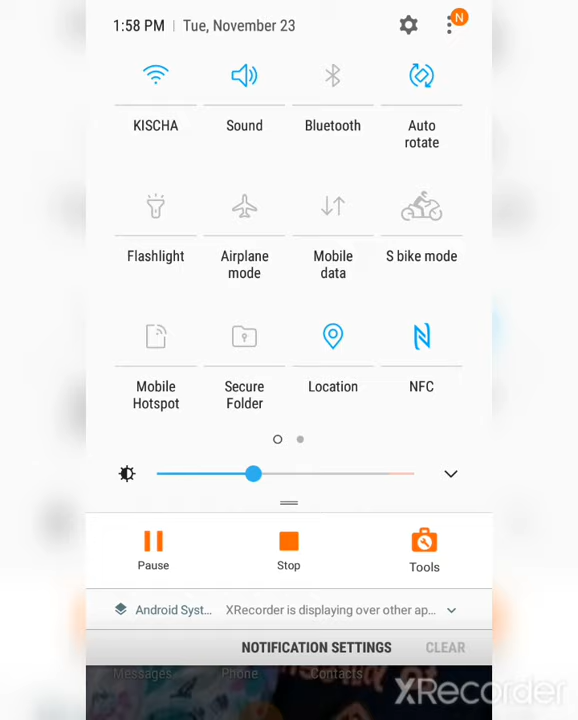 1:58 PM | Tue, November 23
N
KISCHA
Sound
Bluetooth
Auto
rotate
Flashlight
Airplane
mode
Mobile
data
S bike mode
Mobile
Hotspot
Secure
Folder
Location
NFC
Pause
Stop
Tools
Android Syst... XRecorder is displaying over other ap...
NOTIFICATION SETTINGS CLEAR
Messages Phone Contacts
XRecorder